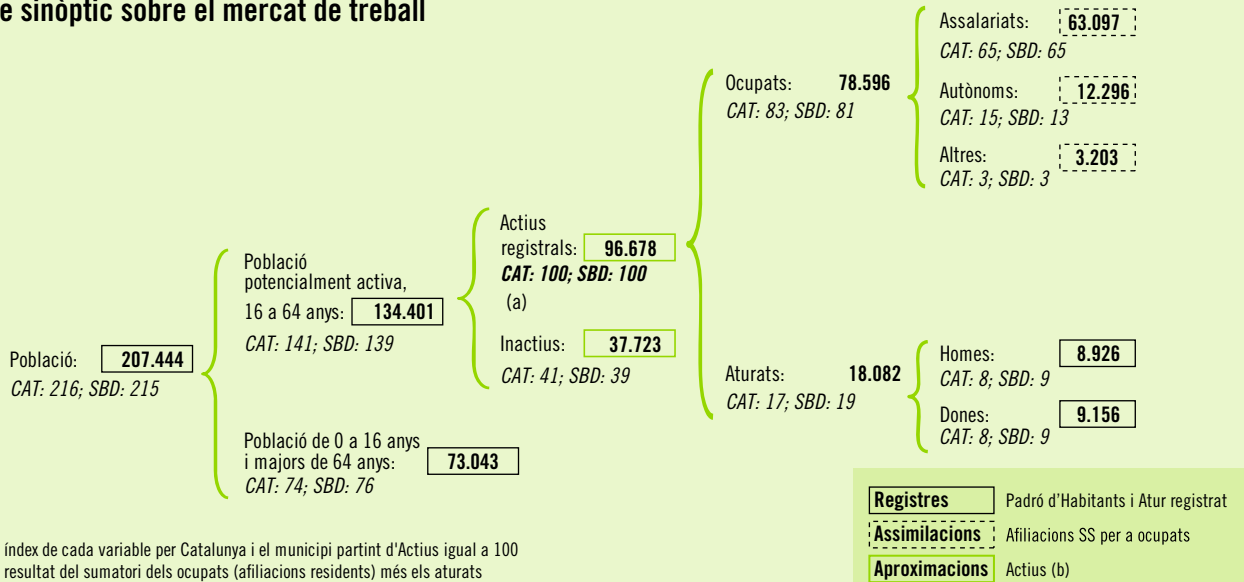 e sinòptic sobre el mercat de treball
Població: 207.444
CAT: 216; SBD: 215
Població
potencialment activa,
16 a 64 anys: 134.401
CAT: 141; SBD: 139
Població de 0 a 16 anys
i majors de 64 anys: 73.043
CAT: 74; SBD: 76
Actius
registrals: 96.678
CAT: 100; SBD: 100
(a)
Inactius: 37.723
CAT: 41; SBD: 39
Ocupats: 78.596
CAT: 83; SBD: 81
Aturats: 18.082
CAT: 17; SBD: 19
Assalariats: 63.097
CAT: 65; SBD: 65
Autònoms: 12.296
CAT: 15; SBD: 13
Altres: 3.203
CAT: 3; SBD: 3
Homes: 8.926
CAT: 8; SBD: 9
Dones: 9.156
CAT: 8; SBD: 9
Registres Padró d'Habitants i Atur registrat
Assimilacions Afiliacions SS per a ocupats
Aproximacions Actius (b)
índex de cada variable per Catalunya i el municipi partint d'Actius igual a 100
resultat del sumatori dels ocupats (afiliacions residents) més els aturats